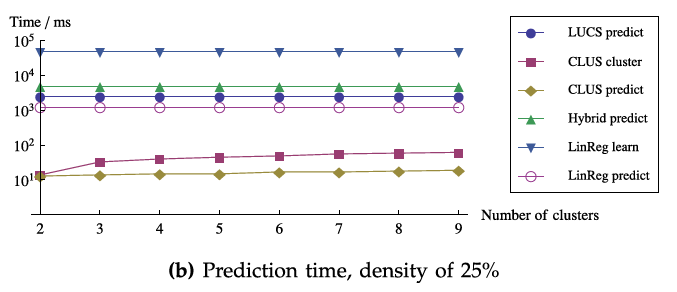 Time / ms
10^5
10^4
10^3
10^2
10^1
2 3 4 5 6 7 8 9
Number of clusters
LUCS predict
CLUS cluster
CLUS predict
Hybrid predict
LinReg learn
LinReg predict
(b) Prediction time, density of 25%